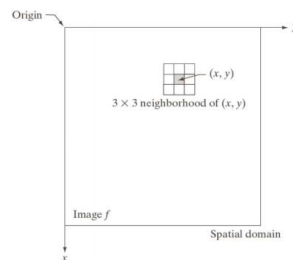 Origin
(x, y)
3 × 3 neighborhood of (x, y)
Image f
Spatial domain
x